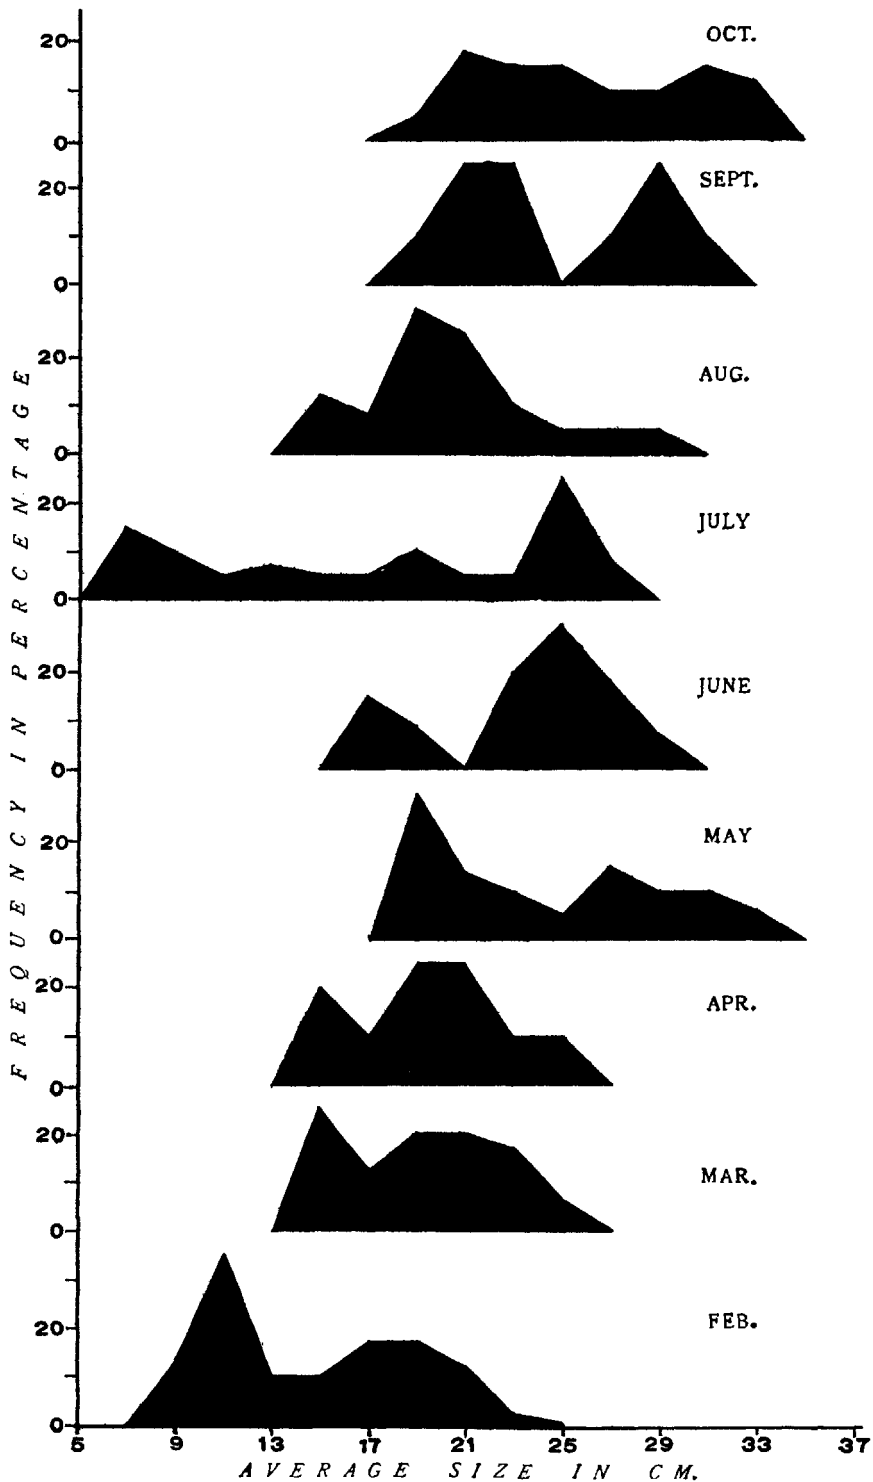 20
OCT.
0
20
SEPT.
0
20
AUG.
0
20
JULY
0
20
JUNE
0
20
MAY
0
20
APR.
0
20
MAR.
0
20
FEB.
0
5 9 13 17 21 25 29 33 37
AVERAGE SIZE IN CM.
FREQUENCY IN PERCENTAGE